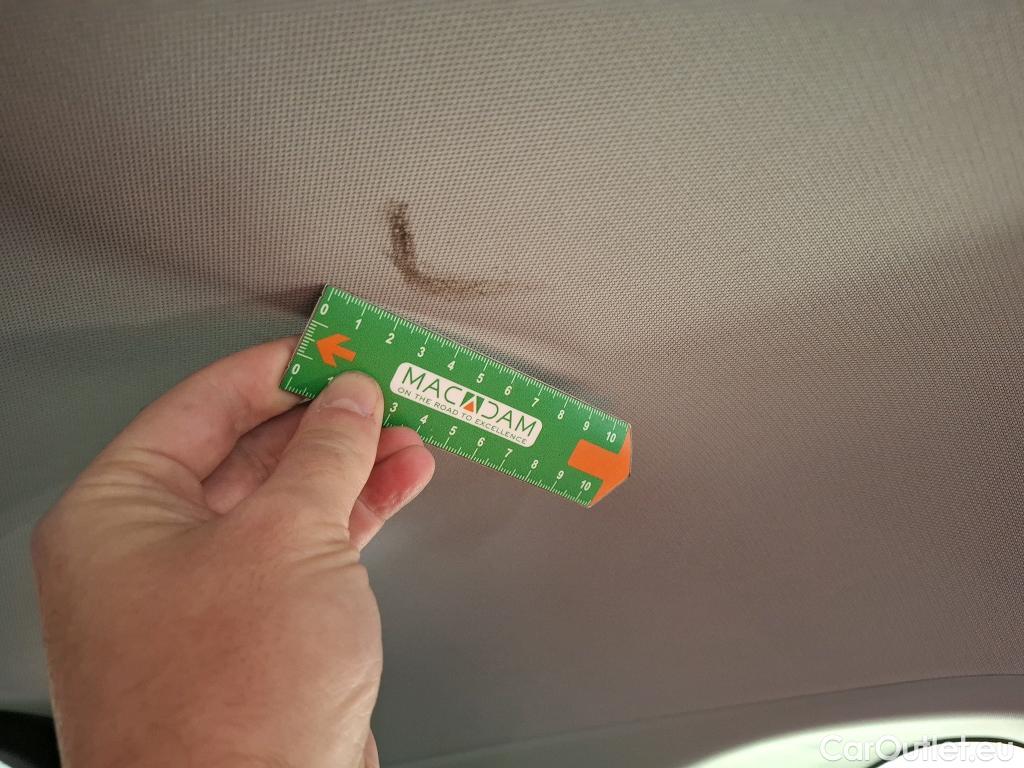 0 1 2 3 4 5 6 7 8 9 10
MACADAM
ON THE ROAD TO EXCELLENCE
0 1 3 4 5 6 7 8 9 10
CarOutlet.eu